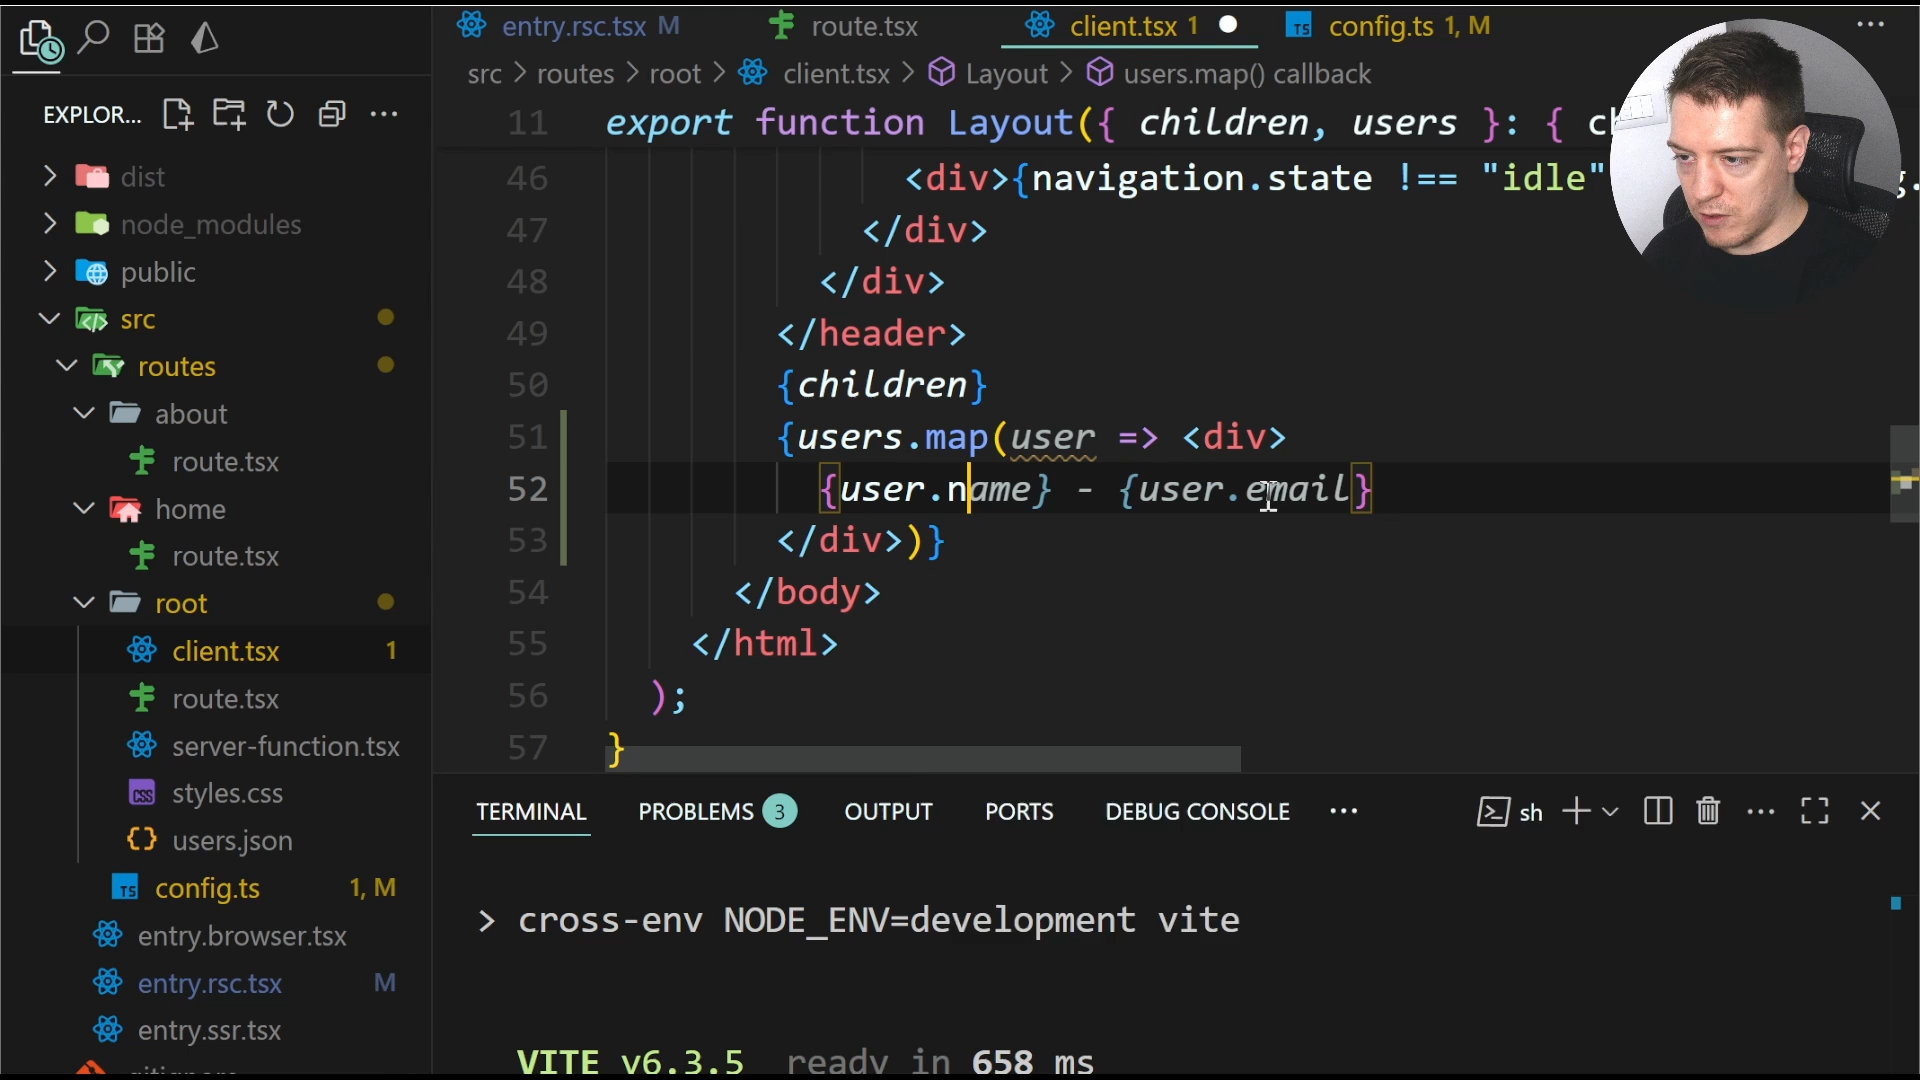 entry.rsc.tsx M
route.tsx
client.tsx 1
config.ts 1, M
src > routes > root > client.tsx > Layout > users.map() callback
EXPLOR...
dist
node_modules
public
src
routes
about
route.tsx
home
route.tsx
root
client.tsx 1
route.tsx
server-function.tsx
styles.css
users.json
config.ts 1, M
entry.browser.tsx
entry.rsc.tsx M
entry.ssr.tsx
11 export function Layout({ children, users }: {
46 <div>{navigation.state !== "idle"
47 </div>
48 </div>
49 </header>
50 {children}
51 {users.map(user => <div>
52 {user.name} - {user.email}
53 </div>)}
54 </body>
55 </html>
56 );
57 }
TERMINAL PROBLEMS 3 OUTPUT PORTS DEBUG CONSOLE ... sh
> cross-env NODE_ENV=development vite
VITE v6.3.5 ready in 658 ms